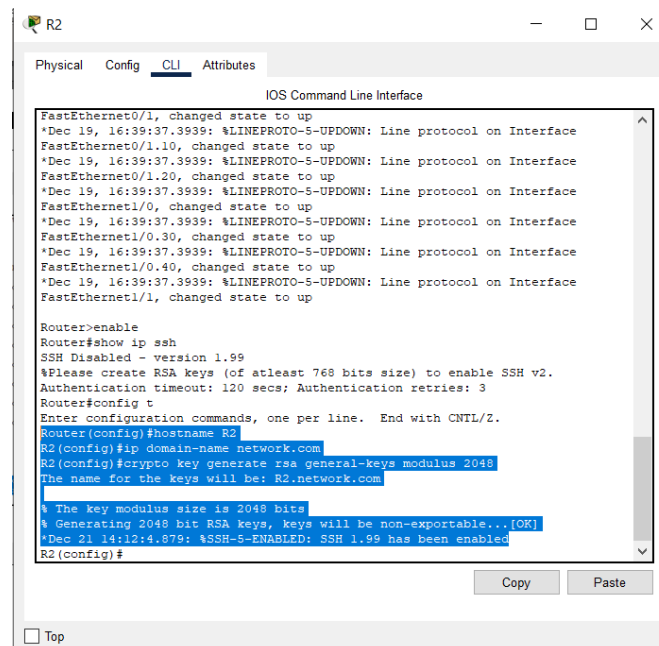 R2
Physical Config CLI Attributes
IOS Command Line Interface
FastEthernet0/1, changed state to up
*Dec 19, 16:39:37.3939: %LINEPROTO-5-UPDOWN: Line protocol on Interface
FastEthernet0/1.10, changed state to up
*Dec 19, 16:39:37.3939: %LINEPROTO-5-UPDOWN: Line protocol on Interface
FastEthernet0/1.20, changed state to up
*Dec 19, 16:39:37.3939: %LINEPROTO-5-UPDOWN: Line protocol on Interface
FastEthernet1/0, changed state to up
*Dec 19, 16:39:37.3939: %LINEPROTO-5-UPDOWN: Line protocol on Interface
FastEthernet1/0.30, changed state to up
*Dec 19, 16:39:37.3939: %LINEPROTO-5-UPDOWN: Line protocol on Interface
FastEthernet1/0.40, changed state to up
*Dec 19, 16:39:37.3939: %LINEPROTO-5-UPDOWN: Line protocol on Interface
FastEthernet1/1, changed state to up
Router>enable
Router#show ip ssh
SSH Disabled - version 1.99
%Please create RSA keys (of atleast 768 bits size) to enable SSH v2.
Authentication timeout: 120 secs; Authentication retries: 3
Router#config t
Enter configuration commands, one per line.  End with CNTL/Z.
Router(config)#hostname R2
R2(config)#ip domain-name network.com
R2(config)#crypto key generate rsa general-keys modulus 2048
The name for the keys will be: R2.network.com
% The key modulus size is 2048 bits
% Generating 2048 bit RSA keys, keys will be non-exportable...[OK]
*Dec 21 14:12:4.879: %SSH-5-ENABLED: SSH 1.99 has been enabled
R2(config)#
Copy Paste
Top